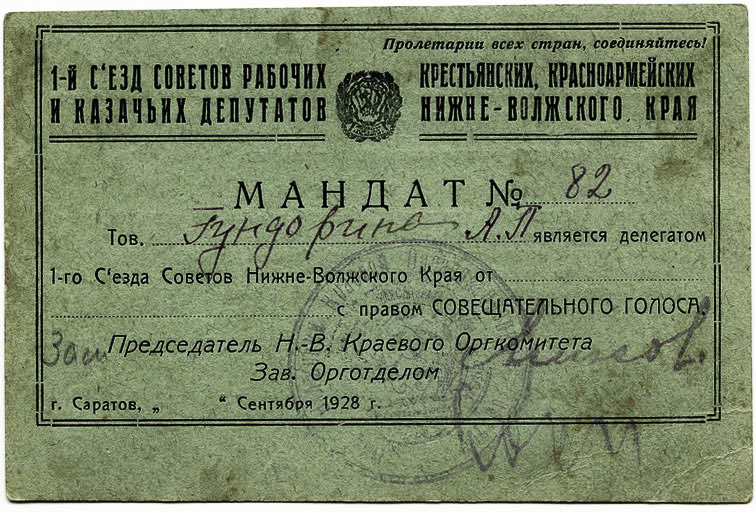 Пролетарии всех стран, соединяйтесь!
1-й С'ЕЗД СОВЕТОВ РАБОЧИХ КРЕСТЬЯНСКИХ, КРАСНОАРМЕЙСКИХ
И КАЗАЧЬИХ ДЕПУТАТОВ НИЖНЕ-ВОЛЖСКОГО КРАЯ
МАНДАТ № 82
Тов. Гундорина А.П является делегатом
1-го С'езда Советов Нижне-Волжского Края от
с правом СОВЕЩАТЕЛЬНОГО ГОЛОСА.
Зам Председатель Н.-В. Краевого Оргкомитета
Зав. Орготделом
г. Саратов, „ “ Сентября 1928 г.